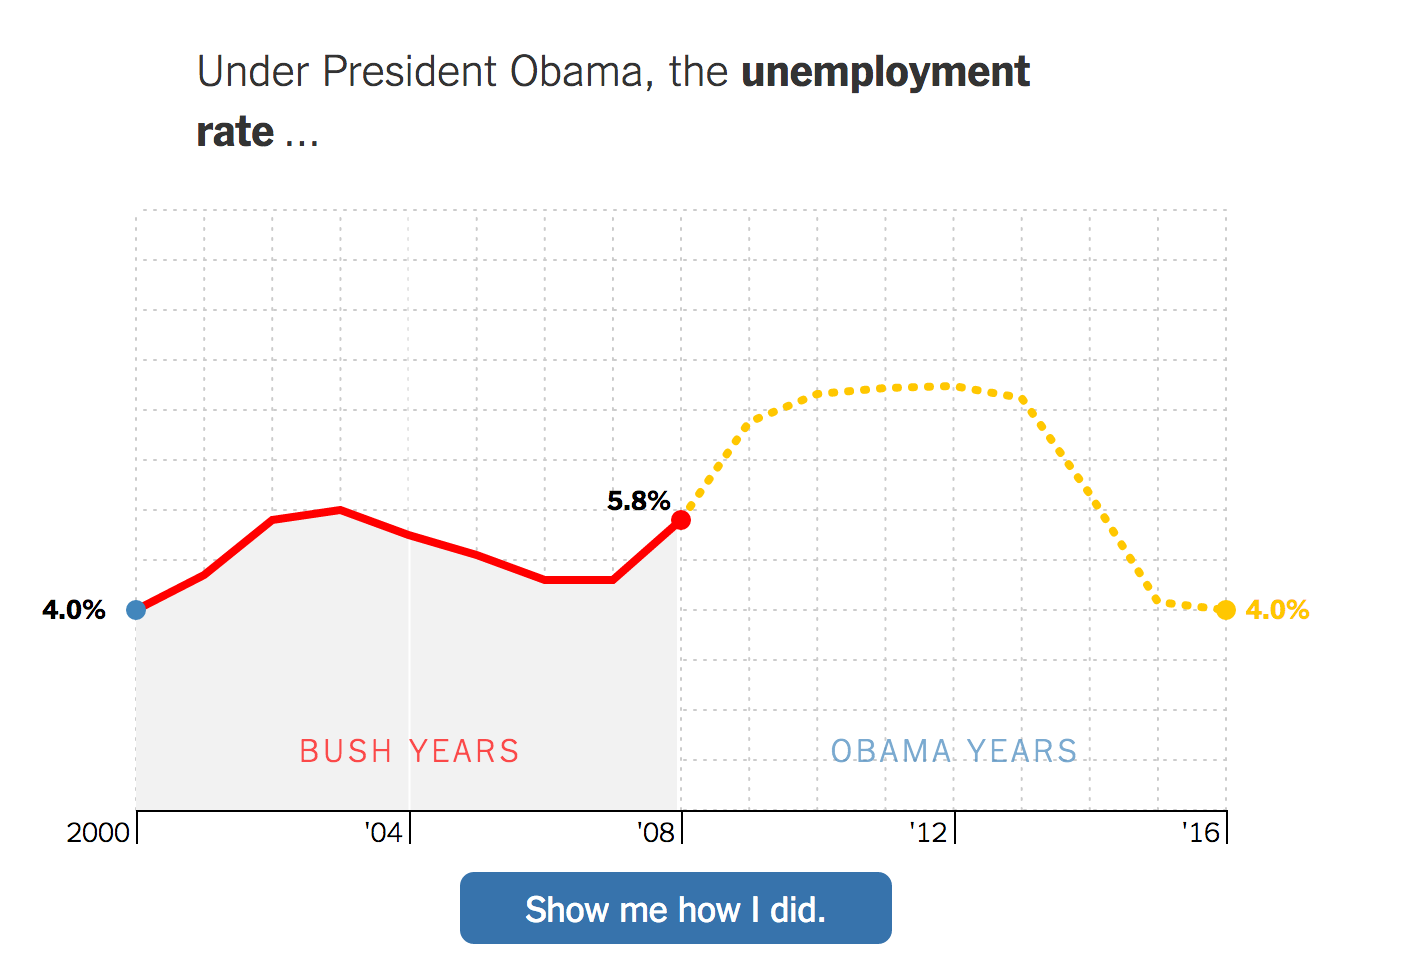 Under President Obama, the unemployment
rate ...
5.8%
4.0%
4.0%
BUSH YEARS
OBAMA YEARS
2000
'04
'08
'12
'16
Show me how I did.